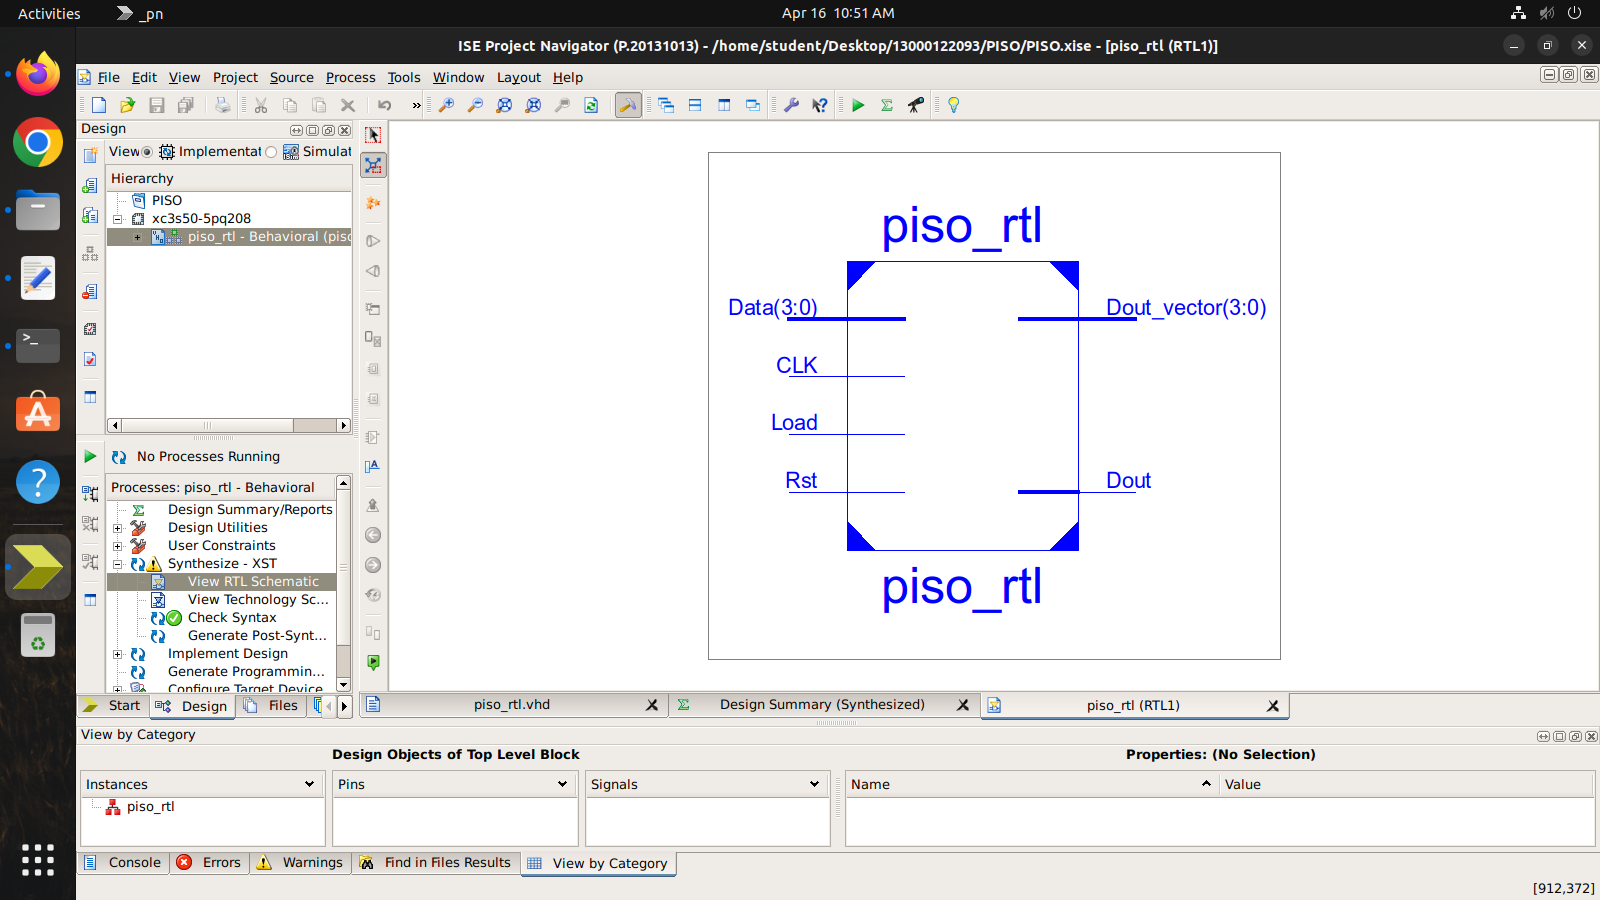 Activities
_pn
Apr 16 10:51 AM
ISE Project Navigator (P.20131013) - /home/student/Desktop/13000122093/PISO/PISO.xise - [piso_rtl (RTL1)]
File Edit View Project Source Process Tools Window Layout Help
»
Design
View Implementat Simulat
Hierarchy
PISO
xc3s50-5pq208
piso_rtl - Behavioral (piso
No Processes Running
Processes: piso_rtl - Behavioral
Design Summary/Reports
Design Utilities
User Constraints
Synthesize - XST
View RTL Schematic
View Technology Sc...
Check Syntax
Generate Post-Synt...
Implement Design
Generate Programmin...
Configure Target Device
Start Design Files
piso_rtl
Data(3:0) Dout_vector(3:0)
CLK
Load
Rst Dout
piso_rtl
piso_rtl.vhd Design Summary (Synthesized) piso_rtl (RTL1)
View by Category
Design Objects of Top Level Block Properties: (No Selection)
Instances Pins Signals Name Value
piso_rtl
Console Errors Warnings Find in Files Results View by Category
[912,372]